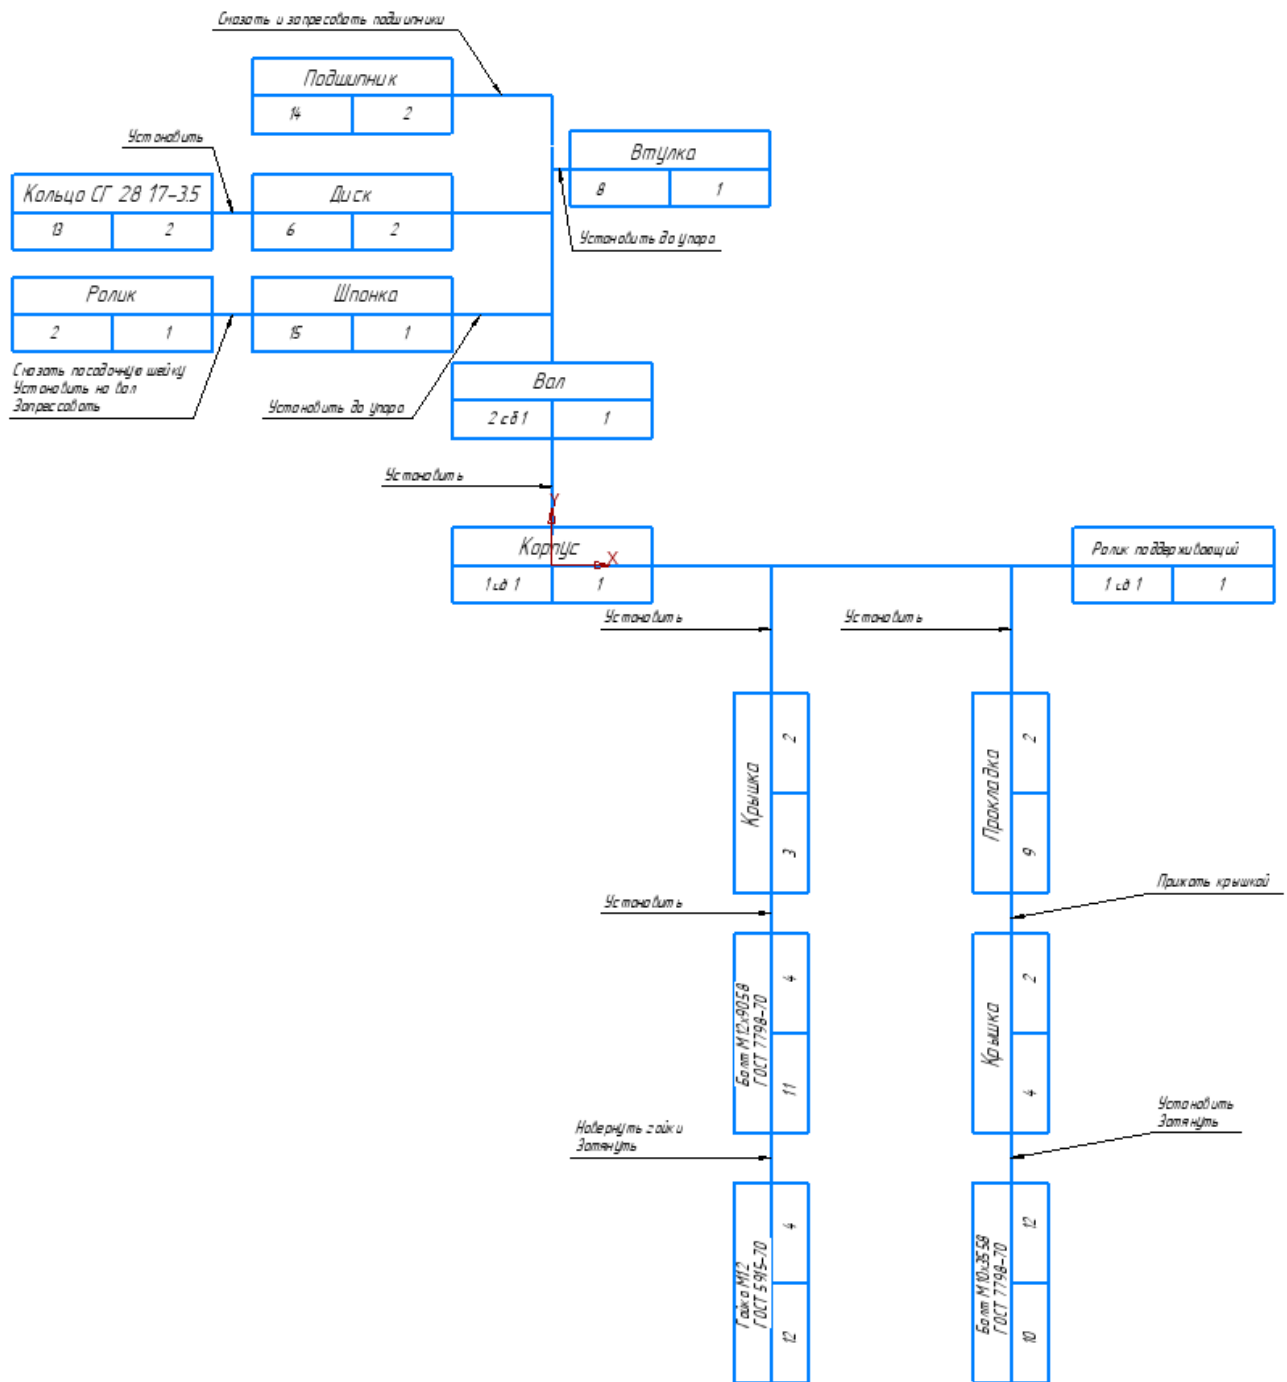 Смазать и запресовать подшипники
Подшипник
14 2
Установить
Втулка
8 1
Кольцо СГ 28 17-3.5
13 2
Диск
6 2
Установить до упора
Ролик
2 1
Шпонка
15 1
Смазать посадочную шейку
Установить на вал
Запрессовать
Установить до упора
Вал
2 сб 1 1
Установить
Y
X
Корпус
1 сб 1 1
Ролик поддерживающий
1 сб 1 1
Установить
Установить
Крышка
3 2
Прокладка
9 2
Установить
Прижать крышкой
Болт М12х90.58
ГОСТ 7798-70
11 4
Крышка
4 2
Навернуть гайки
Затянуть
Установить
Затянуть
Гайка М12
ГОСТ 5915-70
12 4
Болт М10х35.58
ГОСТ 7798-70
10 12